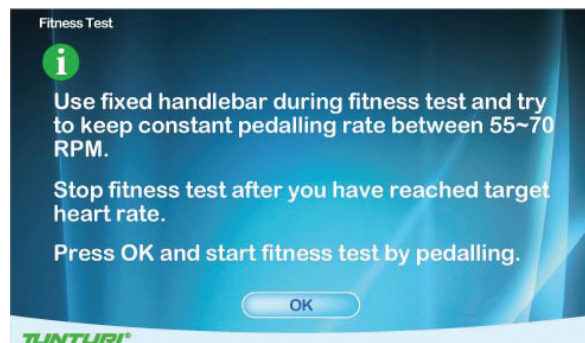 Fitness Test
i
Use fixed handlebar during fitness test and try
to keep constant pedalling rate between 55~70
RPM.
Stop fitness test after you have reached target
heart rate.
Press OK and start fitness test by pedalling.
OK
TUNTURI®